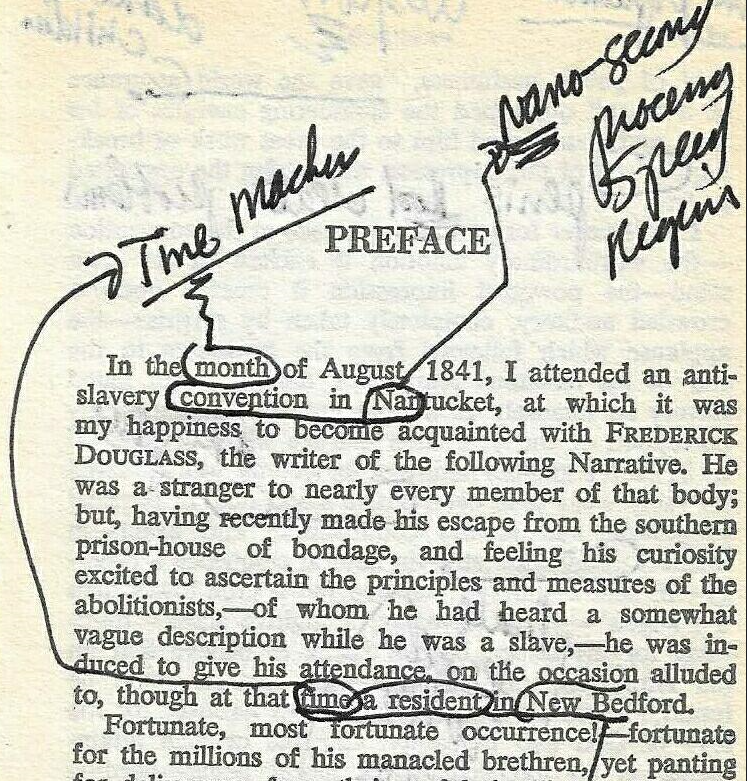 nano-second
processing
Speed
Time Machine
PREFACE
In the month of August, 1841, I attended an anti-
slavery convention in Nantucket, at which it was
my happiness to become acquainted with FREDERICK
DOUGLASS, the writer of the following Narrative. He
was a stranger to nearly every member of that body;
but, having recently made his escape from the southern
prison-house of bondage, and feeling his curiosity
excited to ascertain the principles and measures of the
abolitionists,—of whom he had heard a somewhat
vague description while he was a slave,—he was in-
duced to give his attendance, on the occasion alluded
to, though at that time a resident in New Bedford.
Fortunate, most fortunate occurrence!—fortunate
for the millions of his manacled brethren, yet panting